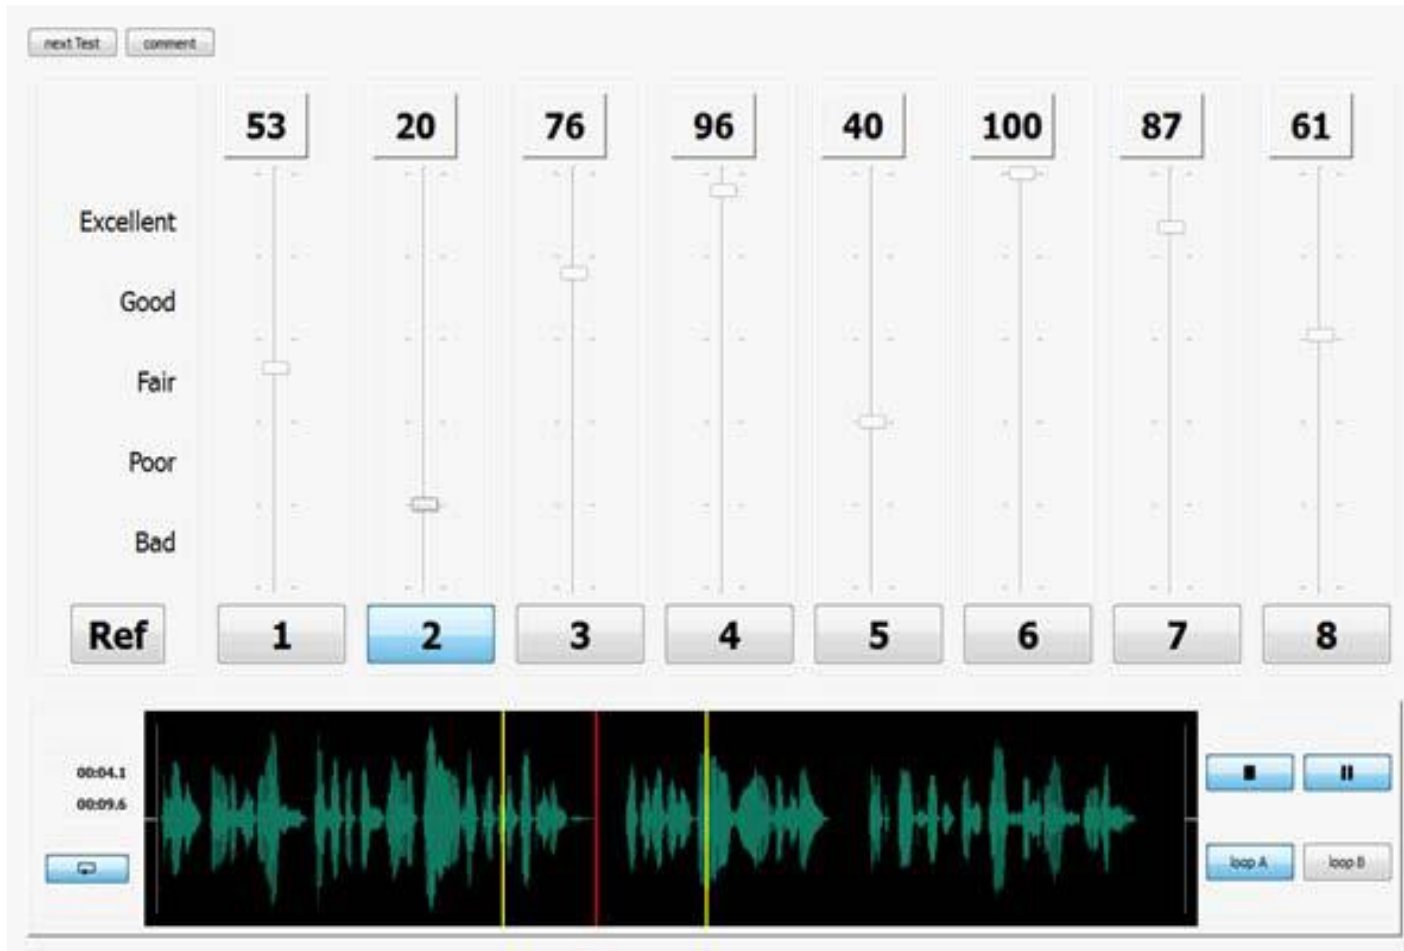 next Test comment
53 20 76 96 40 100 87 61
Excellent
Good
Fair
Poor
Bad
Ref 1 2 3 4 5 6 7 8
00:04.1
00:09.6
loop A loop B